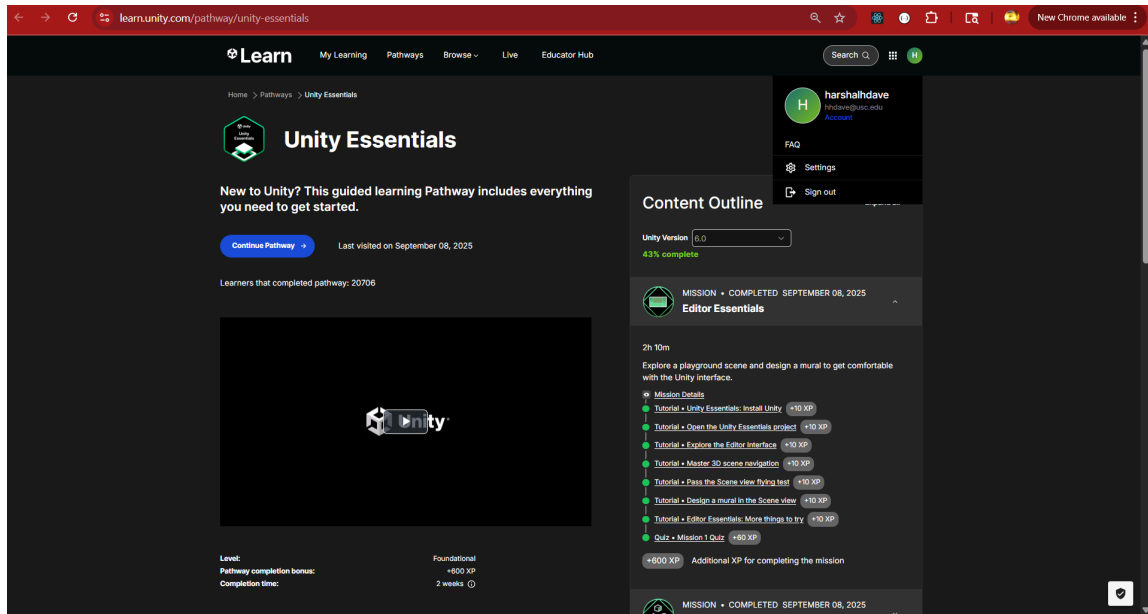 learn.unity.com/pathway/unity-essentials
New Chrome available
Learn
My Learning
Pathways
Browse
Live
Educator Hub
Search
H
Home > Pathways > Unity Essentials
H
harshalhdave
hhdave@usc.edu
Account
FAQ
Settings
Sign out
Unity Essentials
Unity Essentials
New to Unity? This guided learning Pathway includes everything
you need to get started.
Continue Pathway →
Last visited on September 08, 2025
Learners that completed pathway: 20706
Unity
Level: Foundational
Pathway completion bonus: +600 XP
Completion time: 2 weeks
Content Outline
Unity Version 6.0
43% complete
MISSION • COMPLETED SEPTEMBER 08, 2025
Editor Essentials
2h 10m
Explore a playground scene and design a mural to get comfortable
with the Unity interface.
Mission Details
Tutorial • Unity Essentials: Install Unity +10 XP
Tutorial • Open the Unity Essentials project +10 XP
Tutorial • Explore the Editor Interface +10 XP
Tutorial • Master 3D scene navigation +10 XP
Tutorial • Pass the Scene view flying test +10 XP
Tutorial • Design a mural in the Scene view +10 XP
Tutorial • Editor Essentials: More things to try +10 XP
Quiz • Mission 1 Quiz +60 XP
+600 XP Additional XP for completing the mission
MISSION • COMPLETED SEPTEMBER 08, 2025